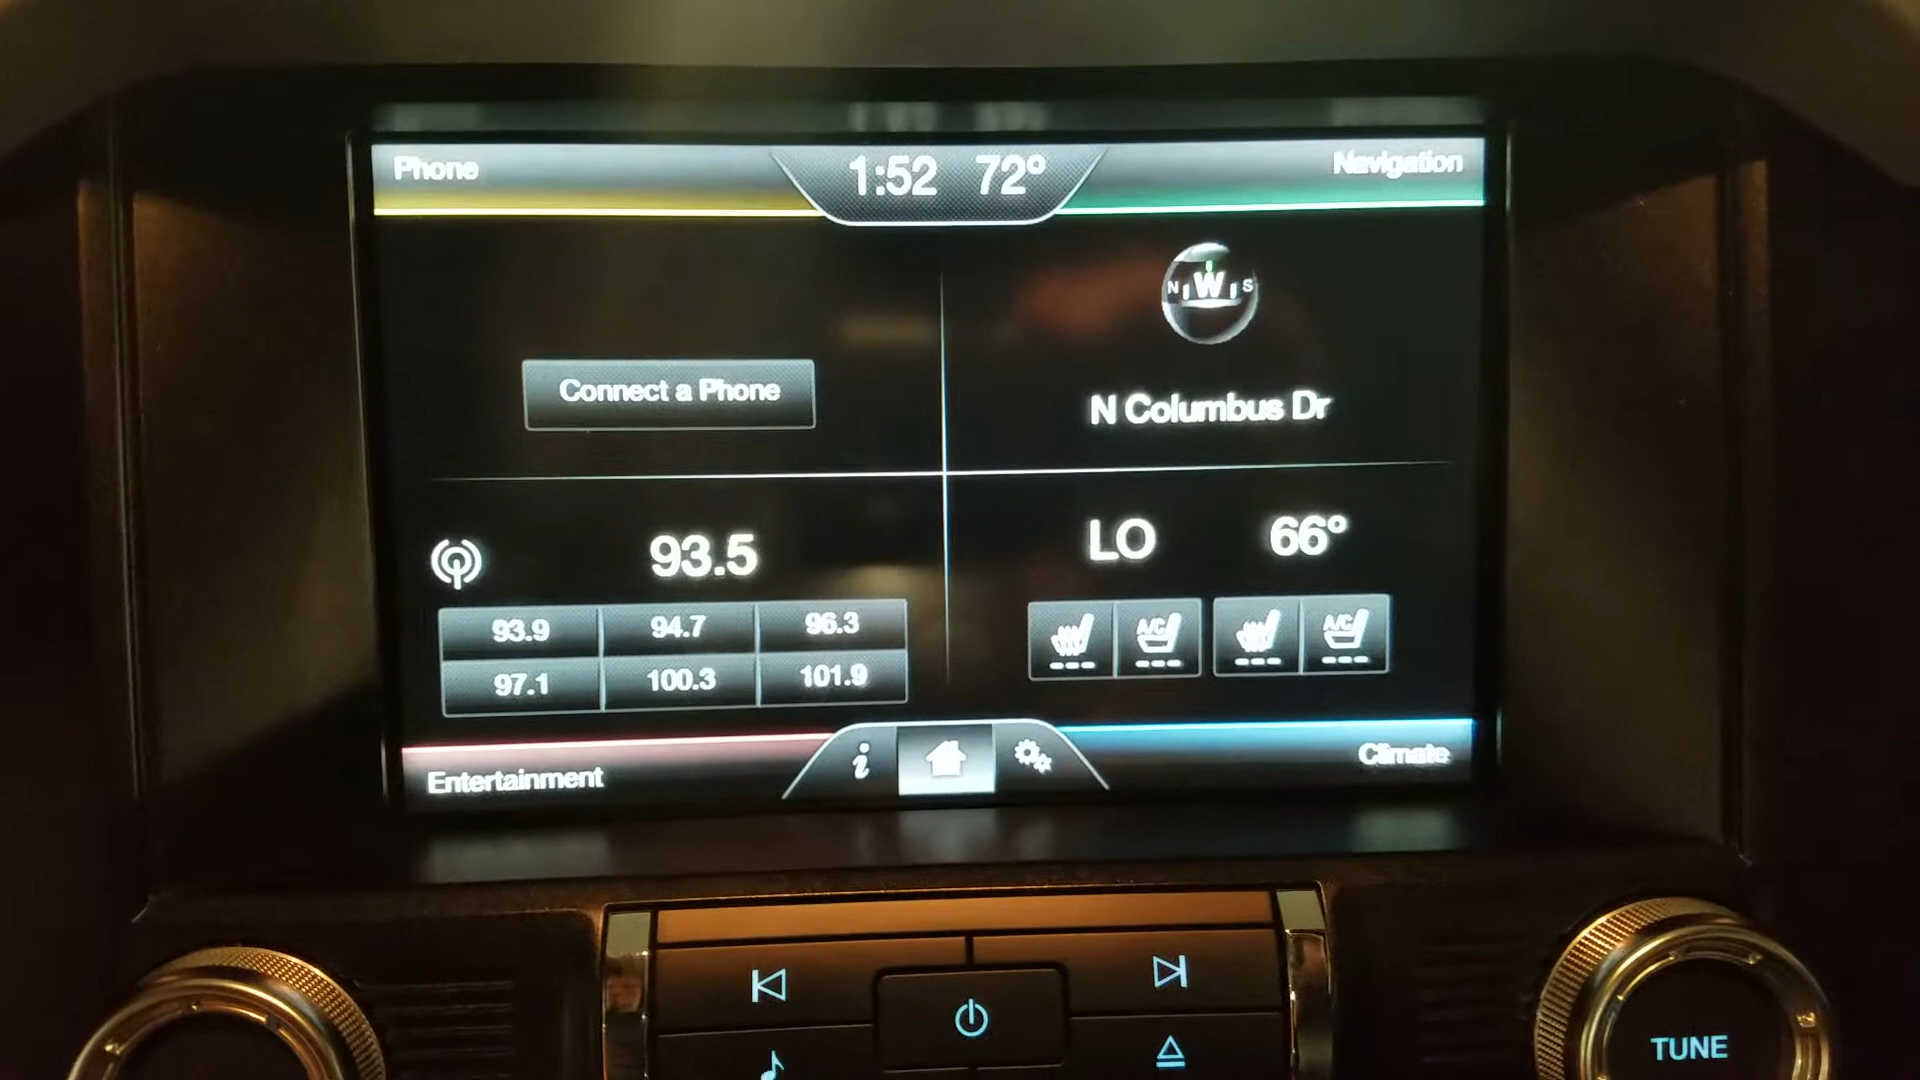 Phone
1:52 72°
Navigation
N W S
Connect a Phone
N Columbus Dr
93.5
LO 66°
93.9 94.7 96.3
A/C A/C
97.1 100.3 101.9
Entertainment
i
Climate
TUNE